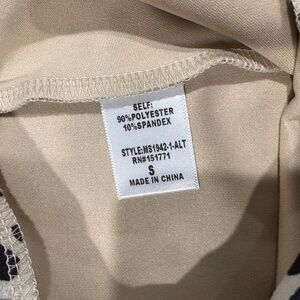 SELF:
90%POLYESTER
10%SPANDEX
STYLE:MS1942-1-ALT
RN#151771
S
MADE IN CHINA